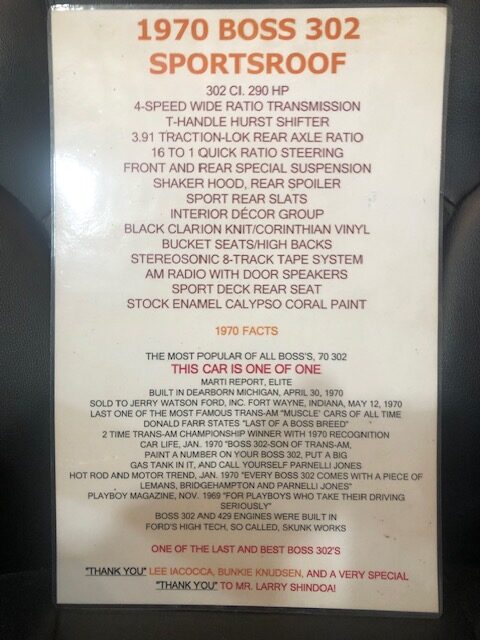 1970 BOSS 302
SPORTSROOF
302 CI. 290 HP
4-SPEED WIDE RATIO TRANSMISSION
T-HANDLE HURST SHIFTER
3.91 TRACTION-LOK REAR AXLE RATIO
16 TO 1 QUICK RATIO STEERING
FRONT AND REAR SPECIAL SUSPENSION
SHAKER HOOD, REAR SPOILER
SPORT REAR SLATS
INTERIOR DÉCOR GROUP
BLACK CLARION KNIT/CORINTHIAN VINYL
BUCKET SEATS/HIGH BACKS
STEREOSONIC 8-TRACK TAPE SYSTEM
AM RADIO WITH DOOR SPEAKERS
SPORT DECK REAR SEAT
STOCK ENAMEL CALYPSO CORAL PAINT
1970 FACTS
THE MOST POPULAR OF ALL BOSS'S, 70 302
THIS CAR IS ONE OF ONE
MARTI REPORT, ELITE
BUILT IN DEARBORN MICHIGAN, APRIL 30, 1970
SOLD TO JERRY WATSON FORD, INC. FORT WAYNE, INDIANA, MAY 12, 1970
LAST ONE OF THE MOST FAMOUS TRANS-AM "MUSCLE' CARS OF ALL TIME
DONALD FARR STATES "LAST OF A BOSS BREED"
2 TIME TRANS-AM CHAMPIONSHIP WINNER WITH 1970 RECOGNITION
CAR LIFE, JAN. 1970 "BOSS 302-SON OF TRANS-AM,
PAINT A NUMBER ON YOUR BOSS 302, PUT A BIG
GAS TANK IN IT, AND CALL YOURSELF PARNELLI JONES
HOT ROD AND MOTOR TREND, JAN. 1970 "EVERY BOSS 302 COMES WITH A PIECE OF
LEMANS, BRIDGEHAMPTON AND PARNELLI JONES"
PLAYBOY MAGAZINE, NOV. 1969 "FOR PLAYBOYS WHO TAKE THEIR DRIVING
SERIOUSLY"
BOSS 302 AND 429 ENGINES WERE BUILT IN
FORD'S HIGH TECH, SO CALLED, SKUNK WORKS
ONE OF THE LAST AND BEST BOSS 302'S
"THANK YOU" LEE IACOCCA, BUNKIE KNUDSEN, AND A VERY SPECIAL
"THANK YOU" TO MR. LARRY SHINDOA!